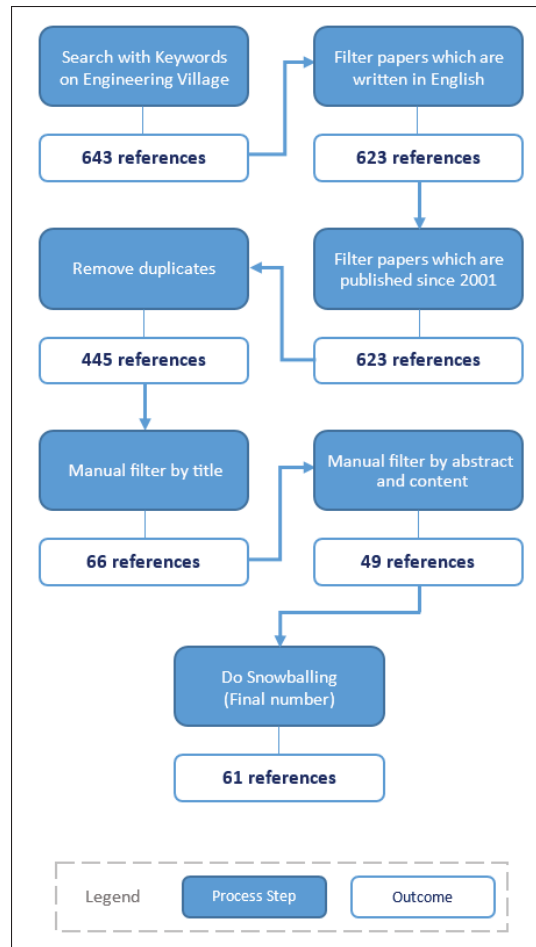 Search with Keywords
on Engineering Village
643 references
Filter papers which are
written in English
623 references
Filter papers which are
published since 2001
623 references
Remove duplicates
445 references
Manual filter by title
66 references
Manual filter by abstract
and content
49 references
Do Snowballing
(Final number)
61 references
Legend
Process Step
Outcome